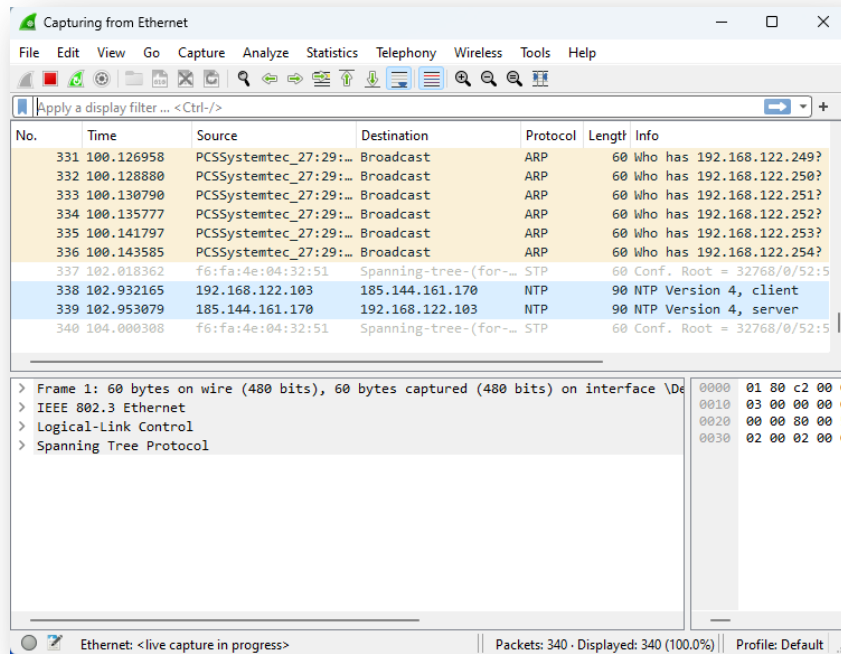 Capturing from Ethernet
File Edit View Go Capture Analyze Statistics Telephony Wireless Tools Help
Apply a display filter ... <Ctrl-/>
No. Time Source Destination Protocol Length Info
331 100.126958 PCSSystemtec_27:29:… Broadcast ARP 60 Who has 192.168.122.249?
332 100.128880 PCSSystemtec_27:29:… Broadcast ARP 60 Who has 192.168.122.250?
333 100.130790 PCSSystemtec_27:29:… Broadcast ARP 60 Who has 192.168.122.251?
334 100.135777 PCSSystemtec_27:29:… Broadcast ARP 60 Who has 192.168.122.252?
335 100.141797 PCSSystemtec_27:29:… Broadcast ARP 60 Who has 192.168.122.253?
336 100.143585 PCSSystemtec_27:29:… Broadcast ARP 60 Who has 192.168.122.254?
337 102.018362 f6:fa:4e:04:32:51 Spanning-tree-(for-… STP 60 Conf. Root = 32768/0/52:5
338 102.932165 192.168.122.103 185.144.161.170 NTP 90 NTP Version 4, client
339 102.953079 185.144.161.170 192.168.122.103 NTP 90 NTP Version 4, server
340 104.000308 f6:fa:4e:04:32:51 Spanning-tree-(for-… STP 60 Conf. Root = 32768/0/52:5
> Frame 1: 60 bytes on wire (480 bits), 60 bytes captured (480 bits) on interface \De
> IEEE 802.3 Ethernet
> Logical-Link Control
> Spanning Tree Protocol
0000 01 80 c2 00
0010 03 00 00 00
0020 00 00 80 00
0030 02 00 02 00
Ethernet: <live capture in progress> Packets: 340 · Displayed: 340 (100.0%) Profile: Default